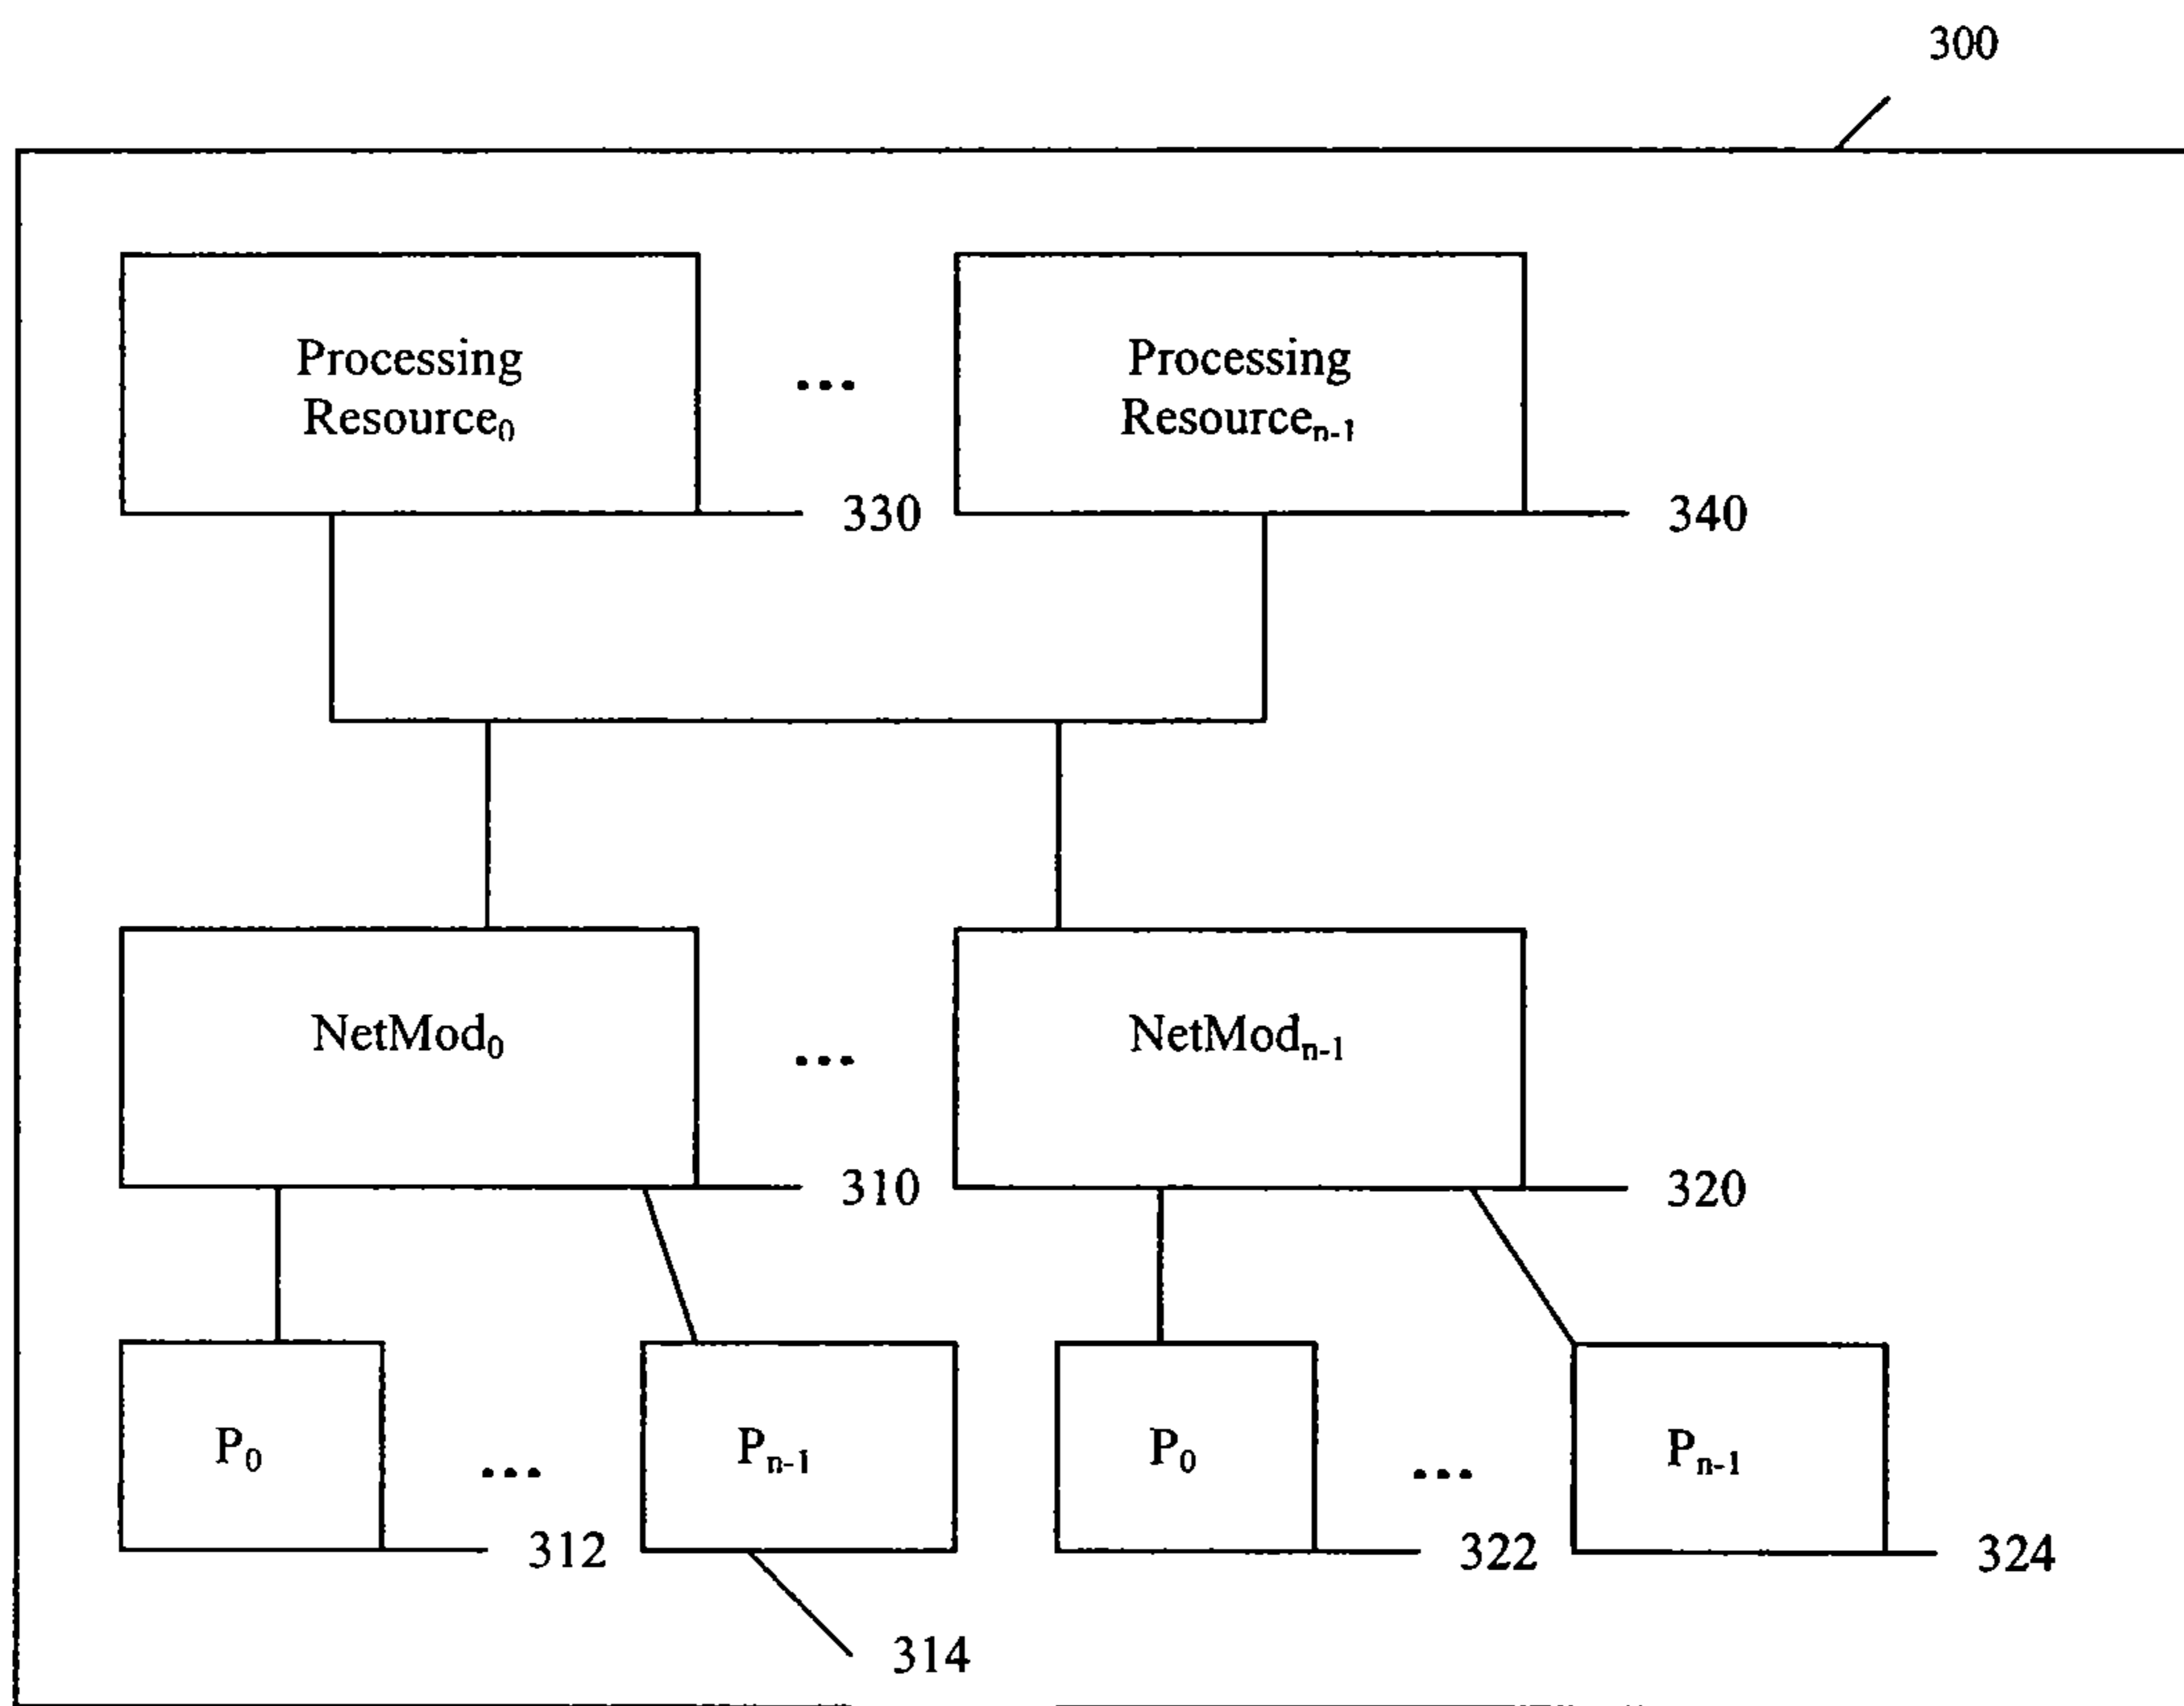 300
Processing
Resource₀
...
Processing
Resourceₙ₋₁
330
340
NetMod₀
...
NetModₙ₋₁
310
320
P₀
...
Pₙ₋₁
P₀
...
Pₙ₋₁
312
322
324
314